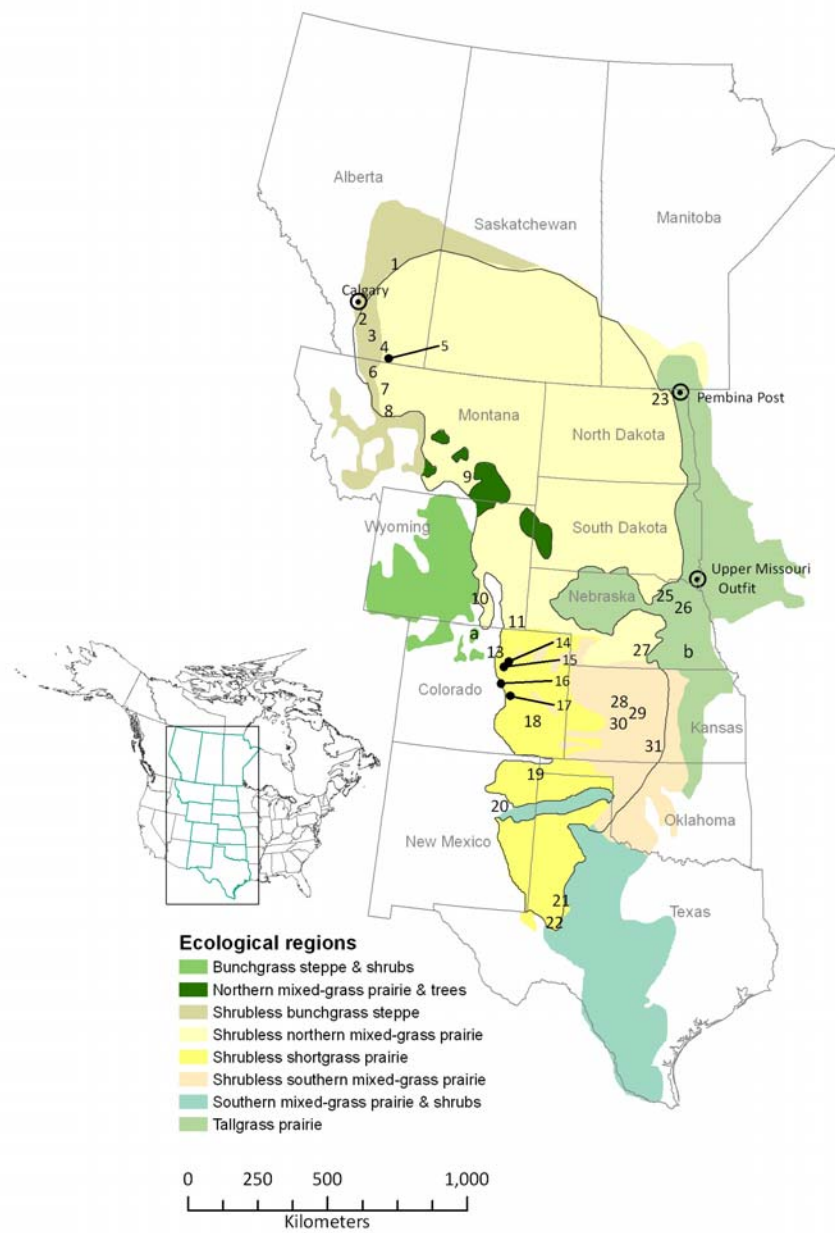 Alberta
Saskatchewan
Manitoba
1
Calgary
2
3
4
5
6
7
8
Montana
23
Pembina Post
North Dakota
9
Wyoming
South Dakota
Upper Missouri
Outfit
10
Nebraska
25
26
11
a
13
14
15
27
b
Colorado
16
17
18
28
29
30
31
Kansas
19
20
Oklahoma
New Mexico
21
22
Texas
Ecological regions
Bunchgrass steppe & shrubs
Northern mixed-grass prairie & trees
Shrubless bunchgrass steppe
Shrubless northern mixed-grass prairie
Shrubless shortgrass prairie
Shrubless southern mixed-grass prairie
Southern mixed-grass prairie & shrubs
Tallgrass prairie
0 250 500 1,000
Kilometers